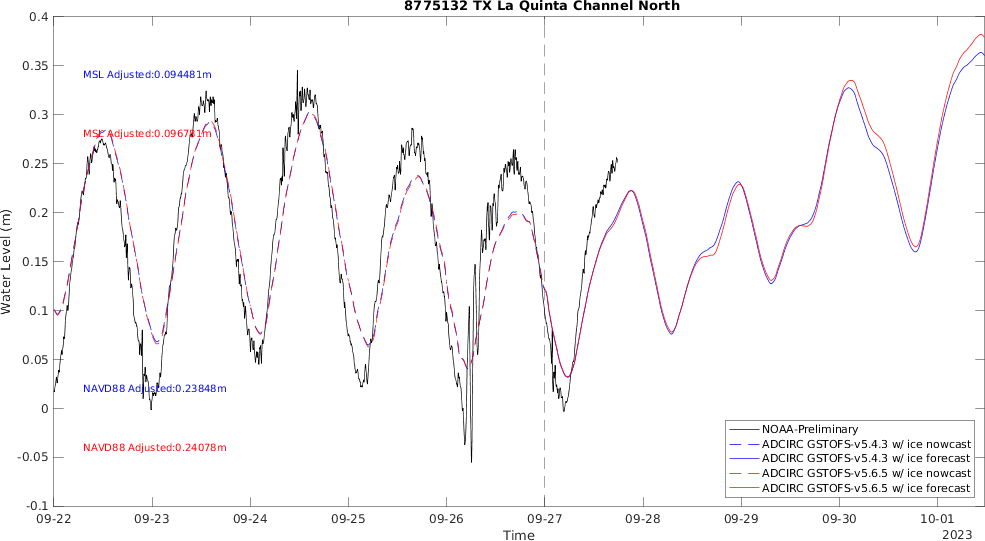 8775132 TX La Quinta Channel North
0.4
0.35
0.3
0.25
0.2
0.15
0.1
0.05
0
-0.05
-0.1
Water Level (m)
MSL Adjusted:0.094481m
MSL Adjusted:0.096781m
NAVD88 Adjusted:0.23848m
NAVD88 Adjusted:0.24078m
NOAA-Preliminary
ADCIRC GSTOFS-v5.4.3 w/ ice nowcast
ADCIRC GSTOFS-v5.4.3 w/ ice forecast
ADCIRC GSTOFS-v5.6.5 w/ ice nowcast
ADCIRC GSTOFS-v5.6.5 w/ ice forecast
09-22 09-23 09-24 09-25 09-26 09-27 09-28 09-29 09-30 10-01
Time
2023